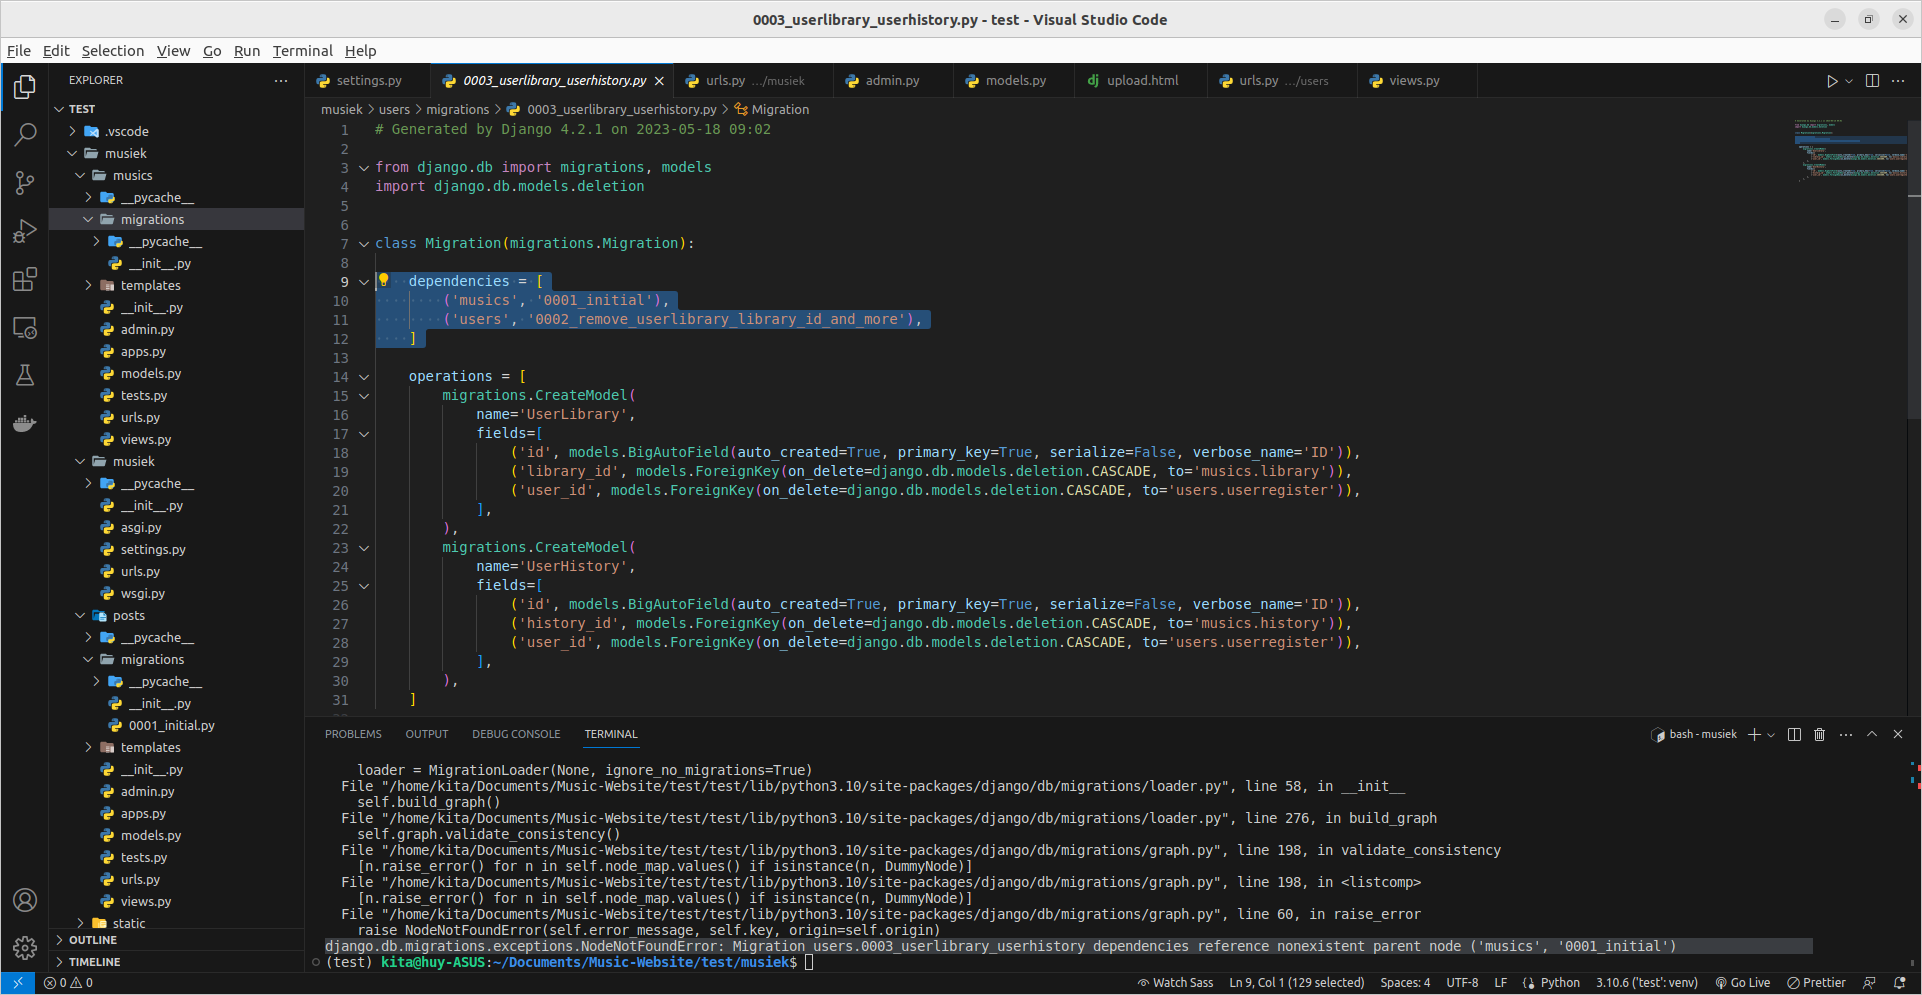 0003_userlibrary_userhistory.py - test - Visual Studio Code
File Edit Selection View Go Run Terminal Help
EXPLORER
TEST
.vscode
musiek
musics
__pycache__
migrations
__pycache__
__init__.py
templates
__init__.py
admin.py
apps.py
models.py
tests.py
urls.py
views.py
musiek
__pycache__
__init__.py
asgi.py
settings.py
urls.py
wsgi.py
posts
__pycache__
migrations
__pycache__
__init__.py
0001_initial.py
templates
__init__.py
admin.py
apps.py
models.py
tests.py
urls.py
views.py
static
OUTLINE
TIMELINE
settings.py 0003_userlibrary_userhistory.py urls.py .../musiek admin.py models.py dj upload.html urls.py .../users views.py
musiek > users > migrations > 0003_userlibrary_userhistory.py > Migration
1 # Generated by Django 4.2.1 on 2023-05-18 09:02
2
3 from django.db import migrations, models
4 import django.db.models.deletion
5
6
7 class Migration(migrations.Migration):
8
9 dependencies = [
10 ('musics', '0001_initial'),
11 ('users', '0002_remove_userlibrary_library_id_and_more'),
12 ]
13
14 operations = [
15 migrations.CreateModel(
16 name='UserLibrary',
17 fields=[
18 ('id', models.BigAutoField(auto_created=True, primary_key=True, serialize=False, verbose_name='ID')),
19 ('library_id', models.ForeignKey(on_delete=django.db.models.deletion.CASCADE, to='musics.library')),
20 ('user_id', models.ForeignKey(on_delete=django.db.models.deletion.CASCADE, to='users.userregister')),
21 ],
22 ),
23 migrations.CreateModel(
24 name='UserHistory',
25 fields=[
26 ('id', models.BigAutoField(auto_created=True, primary_key=True, serialize=False, verbose_name='ID')),
27 ('history_id', models.ForeignKey(on_delete=django.db.models.deletion.CASCADE, to='musics.history')),
28 ('user_id', models.ForeignKey(on_delete=django.db.models.deletion.CASCADE, to='users.userregister')),
29 ],
30 ),
31 ]
PROBLEMS OUTPUT DEBUG CONSOLE TERMINAL
bash - musiek
loader = MigrationLoader(None, ignore_no_migrations=True)
File "/home/kita/Documents/Music-Website/test/test/lib/python3.10/site-packages/django/db/migrations/loader.py", line 58, in __init__
self.build_graph()
File "/home/kita/Documents/Music-Website/test/test/lib/python3.10/site-packages/django/db/migrations/loader.py", line 276, in build_graph
self.graph.validate_consistency()
File "/home/kita/Documents/Music-Website/test/test/lib/python3.10/site-packages/django/db/migrations/graph.py", line 198, in validate_consistency
[n.raise_error() for n in self.node_map.values() if isinstance(n, DummyNode)]
File "/home/kita/Documents/Music-Website/test/test/lib/python3.10/site-packages/django/db/migrations/graph.py", line 198, in <listcomp>
[n.raise_error() for n in self.node_map.values() if isinstance(n, DummyNode)]
File "/home/kita/Documents/Music-Website/test/test/lib/python3.10/site-packages/django/db/migrations/graph.py", line 60, in raise_error
raise NodeNotFoundError(self.error_message, self.key, origin=self.origin)
django.db.migrations.exceptions.NodeNotFoundError: Migration users.0003_userlibrary_userhistory dependencies reference nonexistent parent node ('musics', '0001_initial')
(test) kita@huy-ASUS:~/Documents/Music-Website/test/musiek$
0 0 Watch Sass Ln 9, Col 1 (129 selected) Spaces: 4 UTF-8 LF Python 3.10.6 ('test': venv) Go Live Prettier